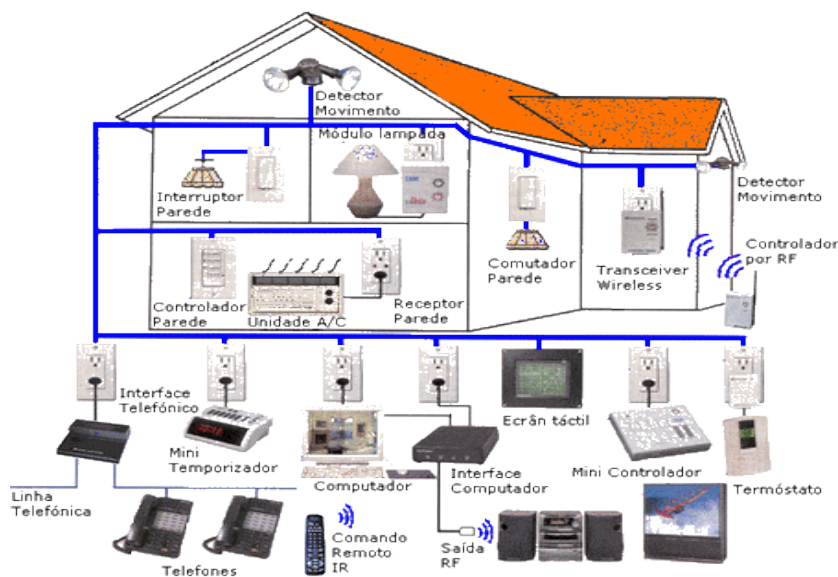 Detector
Movimento
Módulo lampada
Interruptor
Parede
Detector
Movimento
Comutador
Parede
Transceiver
Wireless
Controlador
por RF
Controlador
Parede
Unidade A/C
Receptor
Parede
Interface
Telefónico
Mini
Temporizador
Computador
Interface
Computador
Ecrân táctil
Mini Controlador
Termóstato
Linha
Telefónica
Telefones
Comando
Remoto
IR
Saída
RF